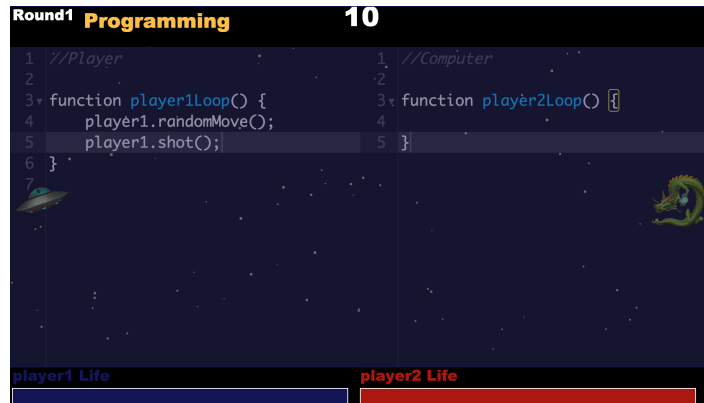 Round1 Programming 10
1 //Player
2
3 function player1Loop() {
4 player1.randomMove();
5 player1.shot();
6 }
7
1 //Computer
2
3 function player2Loop() {
4
5 }
player1 Life
player2 Life